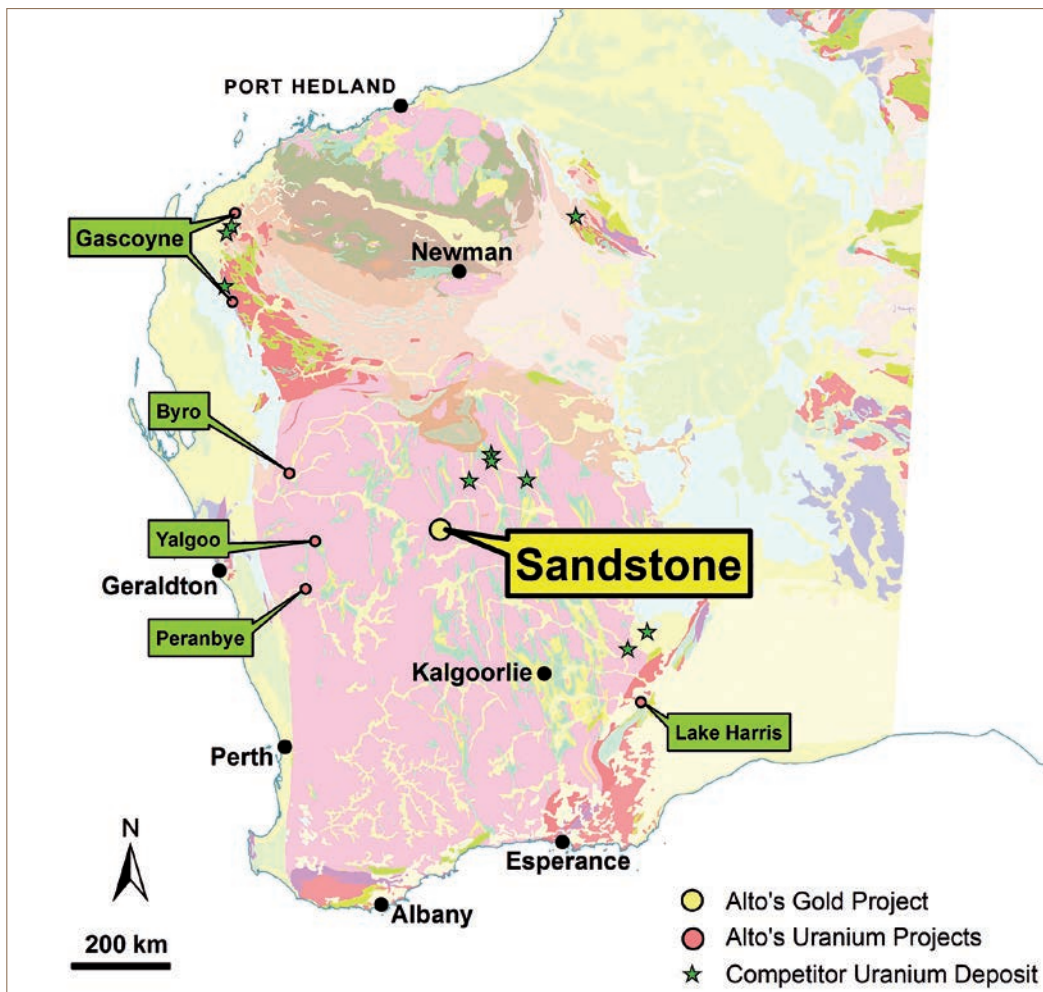 PORT HEDLAND
Gascoyne
Newman
Byro
Sandstone
Yalgoo
Geraldton
Peranbye
Kalgoorlie
Lake Harris
Perth
N
Esperance
Albany
200 km
Alto's Gold Project
Alto's Uranium Projects
Competitor Uranium Deposit